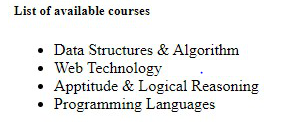 List of available courses
Data Structures & Algorithm
Web Technology
Apptitude & Logical Reasoning
Programming Languages